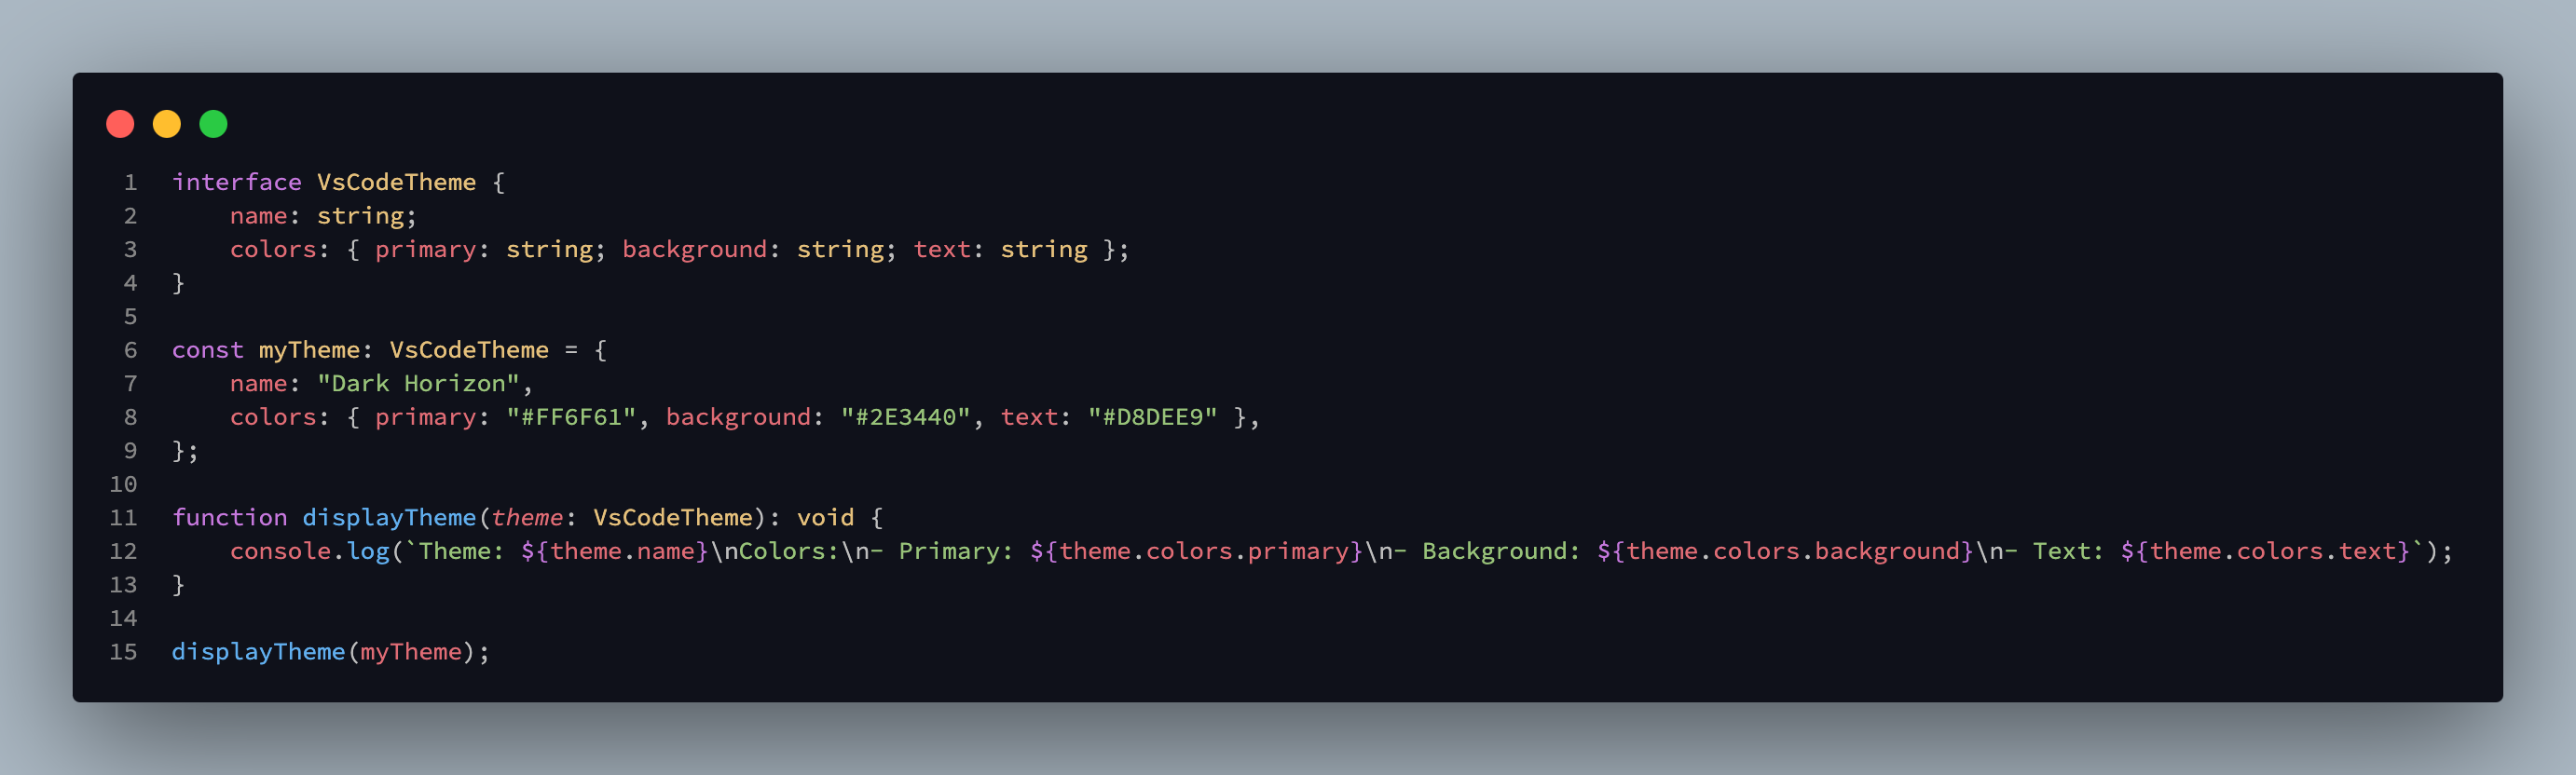 1 interface VsCodeTheme {
2     name: string;
3     colors: { primary: string; background: string; text: string };
4 }
5
6 const myTheme: VsCodeTheme = {
7     name: "Dark Horizon",
8     colors: { primary: "#FF6F61", background: "#2E3440", text: "#D8DEE9" },
9 };
10
11 function displayTheme(theme: VsCodeTheme): void {
12     console.log(`Theme: ${theme.name}\nColors:\n- Primary: ${theme.colors.primary}\n- Background: ${theme.colors.background}\n- Text: ${theme.colors.text}`);
13 }
14
15 displayTheme(myTheme);